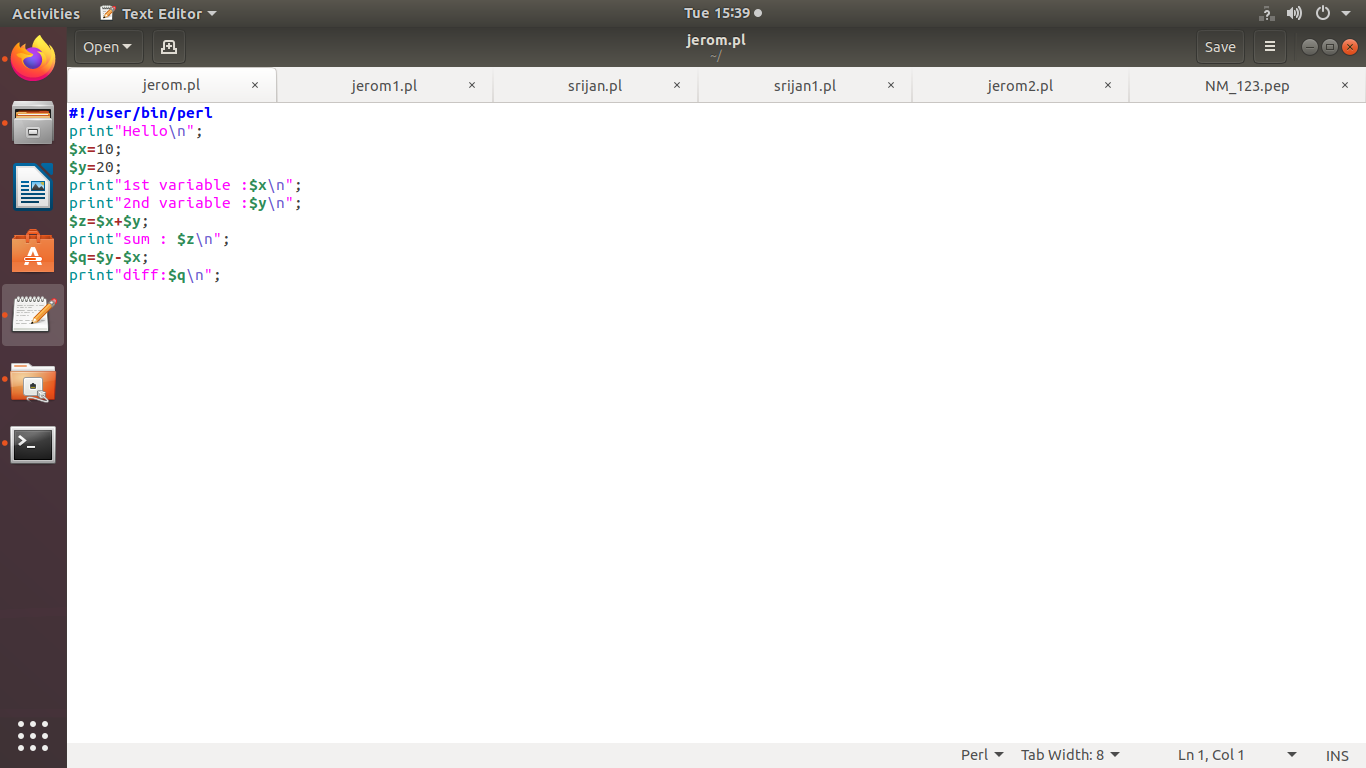 Activities Text Editor Tue 15:39
Open jerom.pl Save
~/
jerom.pl jerom1.pl srijan.pl srijan1.pl jerom2.pl NM_123.pep
#!/user/bin/perl
print"Hello\n";
$x=10;
$y=20;
print"1st variable :$x\n";
print"2nd variable :$y\n";
$z=$x+$y;
print"sum : $z\n";
$q=$y-$x;
print"diff:$q\n";
Perl Tab Width: 8 Ln 1, Col 1 INS